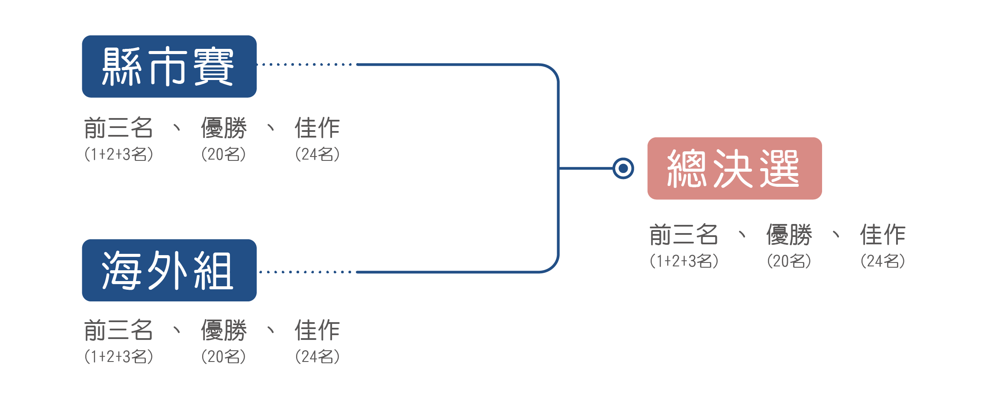 縣市賽
前三名 、 優勝 、 佳作
(1+2+3名) (20名) (24名)
總決選
前三名 、 優勝 、 佳作
(1+2+3名) (20名) (24名)
海外組
前三名 、 優勝 、 佳作
(1+2+3名) (20名) (24名)